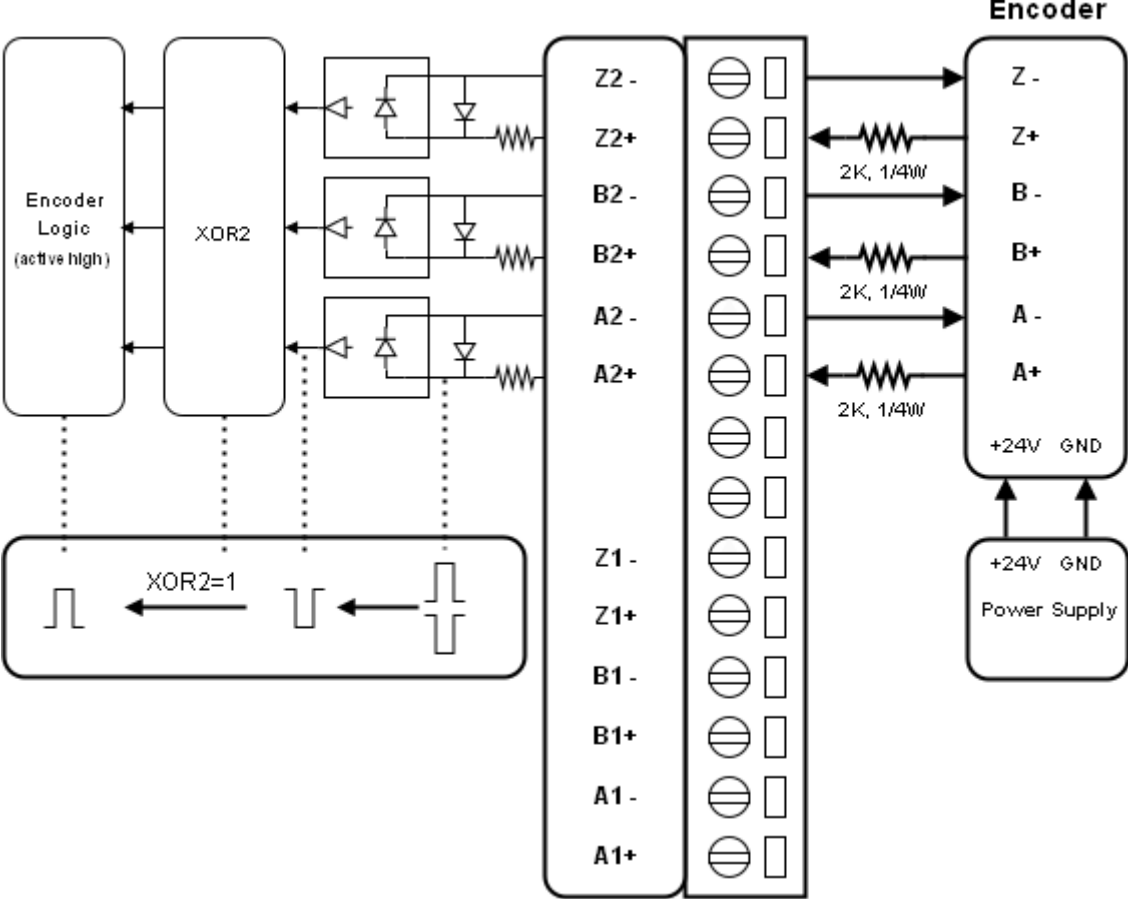 Encoder
Z2 -
Z2+
B2 -
B2+
A2 -
A2+
Z1 -
Z1+
B1 -
B1+
A1 -
A1+
Encoder
Logic
(active high)
XOR2
XOR2=1
2K, 1/4W
2K, 1/4W
2K, 1/4W
Z -
Z+
B -
B+
A -
A+
+24V GND
+24V GND
Power Supply